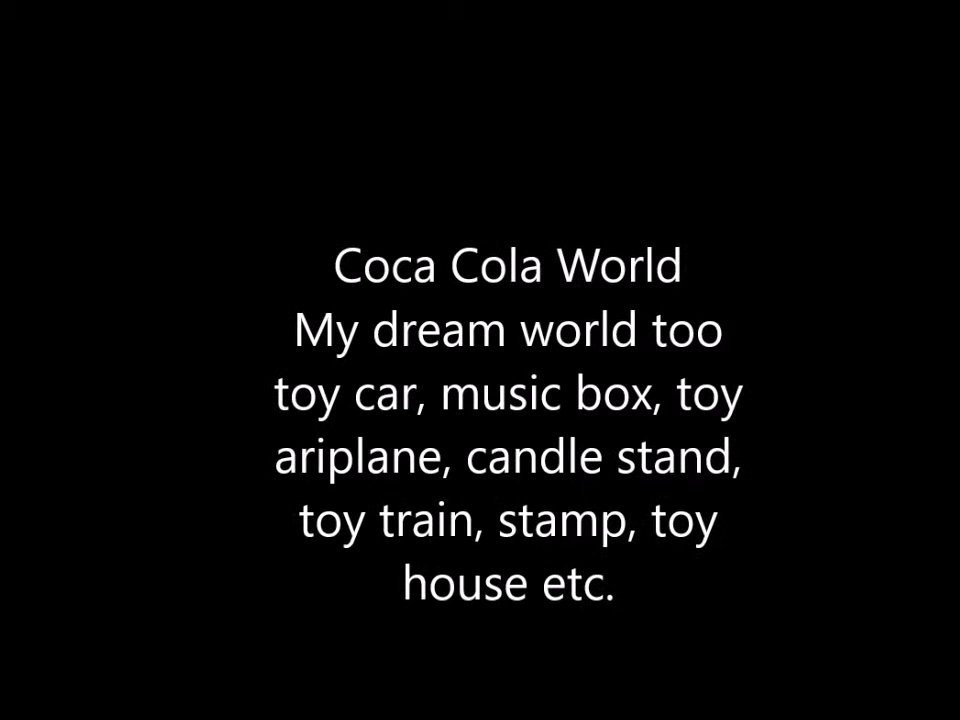 Coca Cola World
My dream world too
toy car, music box, toy
ariplane, candle stand,
toy train, stamp, toy
house etc.